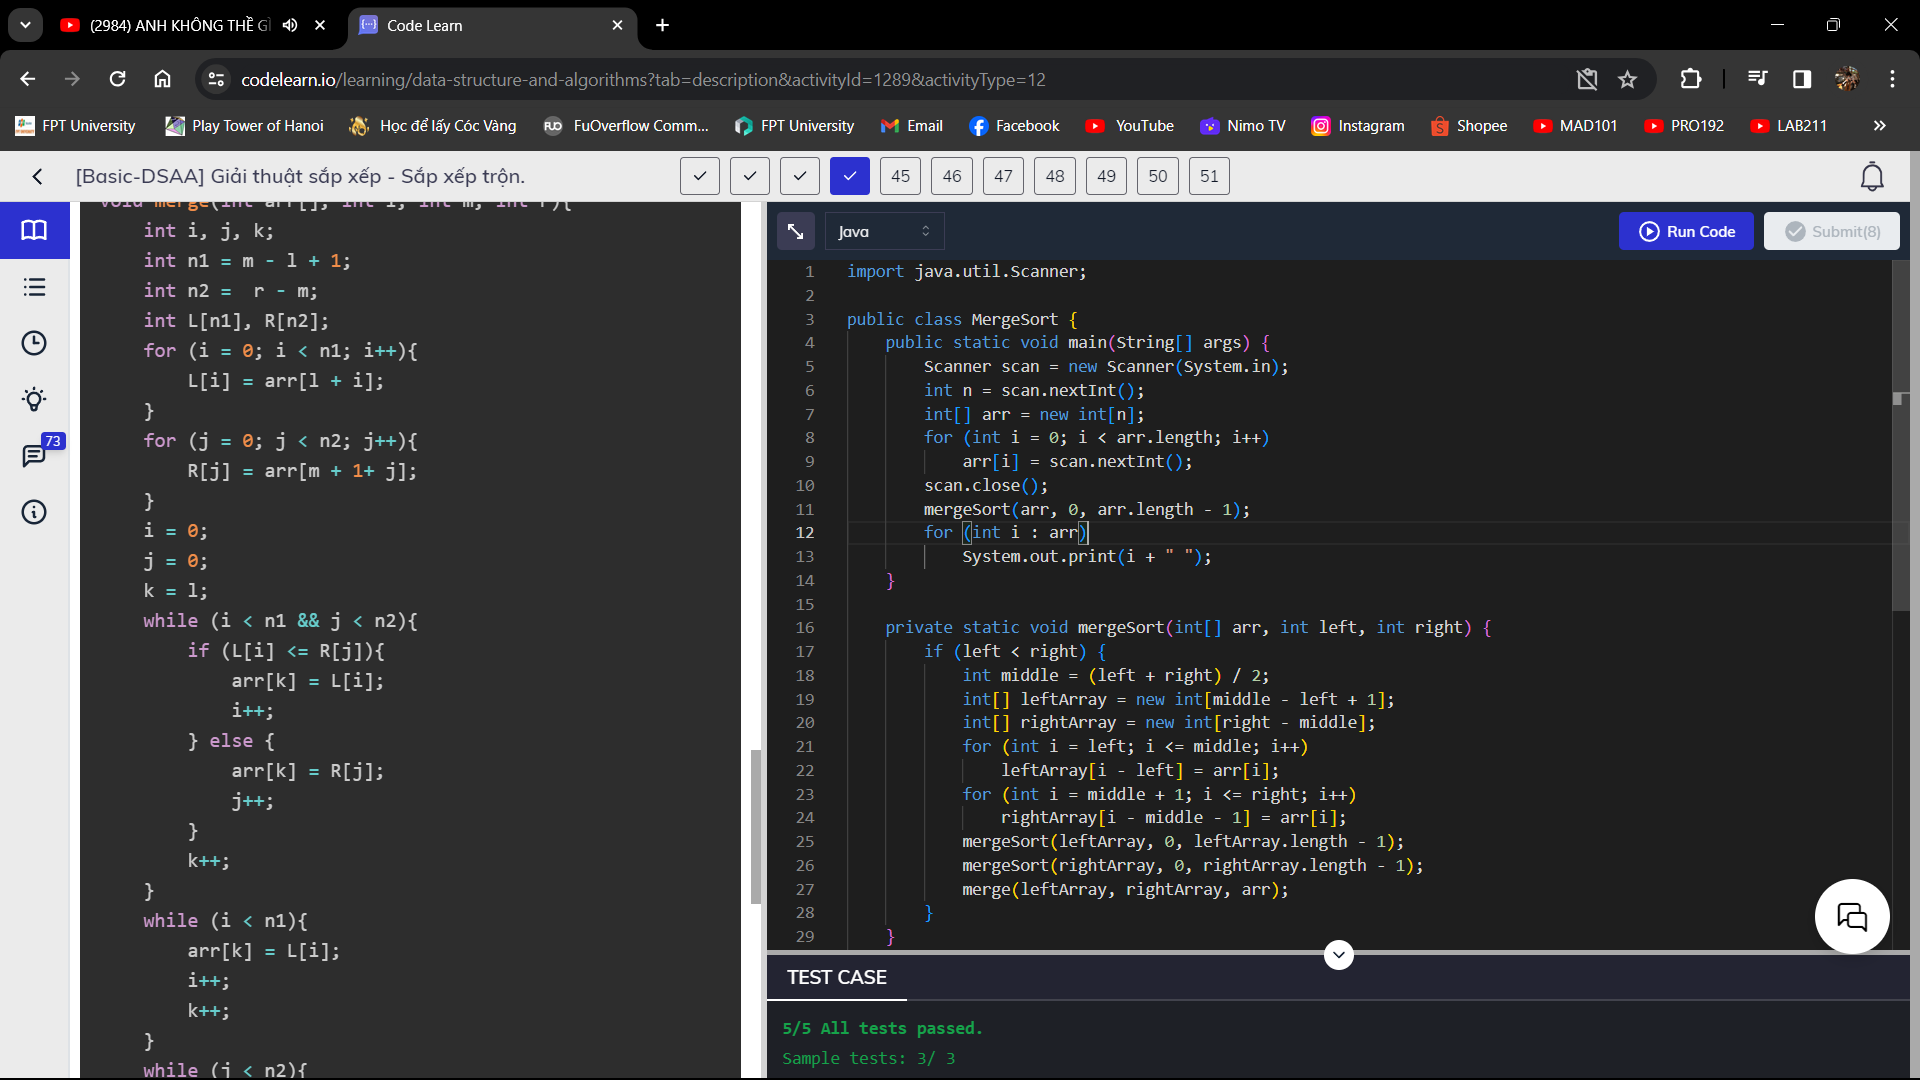 (2984) ANH KHÔNG THỂ G
Code Learn
codelearn.io/learning/data-structure-and-algorithms?tab=description&activityId=1289&activityType=12
FPT University
Play Tower of Hanoi
Học để lấy Cóc Vàng
FuOverflow Comm...
FPT University
Email
Facebook
YouTube
Nimo TV
Instagram
Shopee
MAD101
PRO192
LAB211
[Basic-DSAA] Giải thuật sắp xếp - Sắp xếp trộn.
45
46
47
48
49
50
51
73
void merge(int arr[], int l, int m, int r){
int i, j, k;
int n1 = m - l + 1;
int n2 =  r - m;
int L[n1], R[n2];
for (i = 0; i < n1; i++){
L[i] = arr[l + i];
}
for (j = 0; j < n2; j++){
R[j] = arr[m + 1+ j];
}
i = 0;
j = 0;
k = l;
while (i < n1 && j < n2){
if (L[i] <= R[j]){
arr[k] = L[i];
i++;
} else {
arr[k] = R[j];
j++;
}
k++;
}
while (i < n1){
arr[k] = L[i];
i++;
k++;
}
while (j < n2){
Java
Run Code
Submit(8)
1 import java.util.Scanner;
2
3 public class MergeSort {
4 public static void main(String[] args) {
5 Scanner scan = new Scanner(System.in);
6 int n = scan.nextInt();
7 int[] arr = new int[n];
8 for (int i = 0; i < arr.length; i++)
9 arr[i] = scan.nextInt();
10 scan.close();
11 mergeSort(arr, 0, arr.length - 1);
12 for (int i : arr)
13 System.out.print(i + " ");
14 }
15
16 private static void mergeSort(int[] arr, int left, int right) {
17 if (left < right) {
18 int middle = (left + right) / 2;
19 int[] leftArray = new int[middle - left + 1];
20 int[] rightArray = new int[right - middle];
21 for (int i = left; i <= middle; i++)
22 leftArray[i - left] = arr[i];
23 for (int i = middle + 1; i <= right; i++)
24 rightArray[i - middle - 1] = arr[i];
25 mergeSort(leftArray, 0, leftArray.length - 1);
26 mergeSort(rightArray, 0, rightArray.length - 1);
27 merge(leftArray, rightArray, arr);
28 }
29 }
TEST CASE
5/5 All tests passed.
Sample tests: 3/ 3